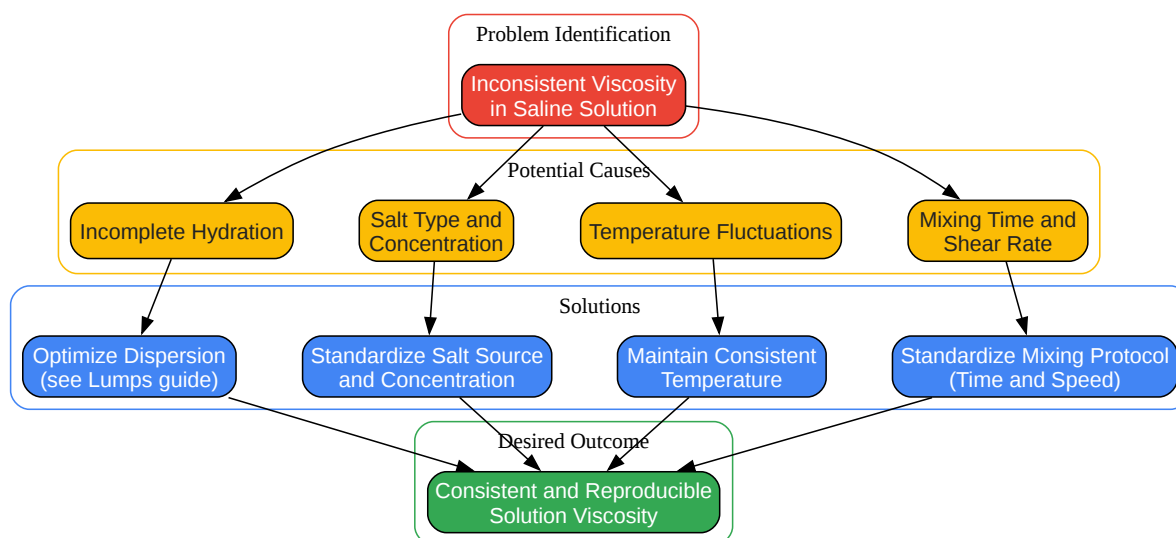 Problem Identification
Inconsistent Viscosity
in Saline Solution
Potential Causes
Incomplete Hydration
Salt Type and
Concentration
Temperature Fluctuations
Mixing Time and
Shear Rate
Solutions
Optimize Dispersion
(see Lumps guide)
Standardize Salt Source
and Concentration
Maintain Consistent
Temperature
Standardize Mixing Protocol
(Time and Speed)
Desired Outcome
Consistent and Reproducible
Solution Viscosity